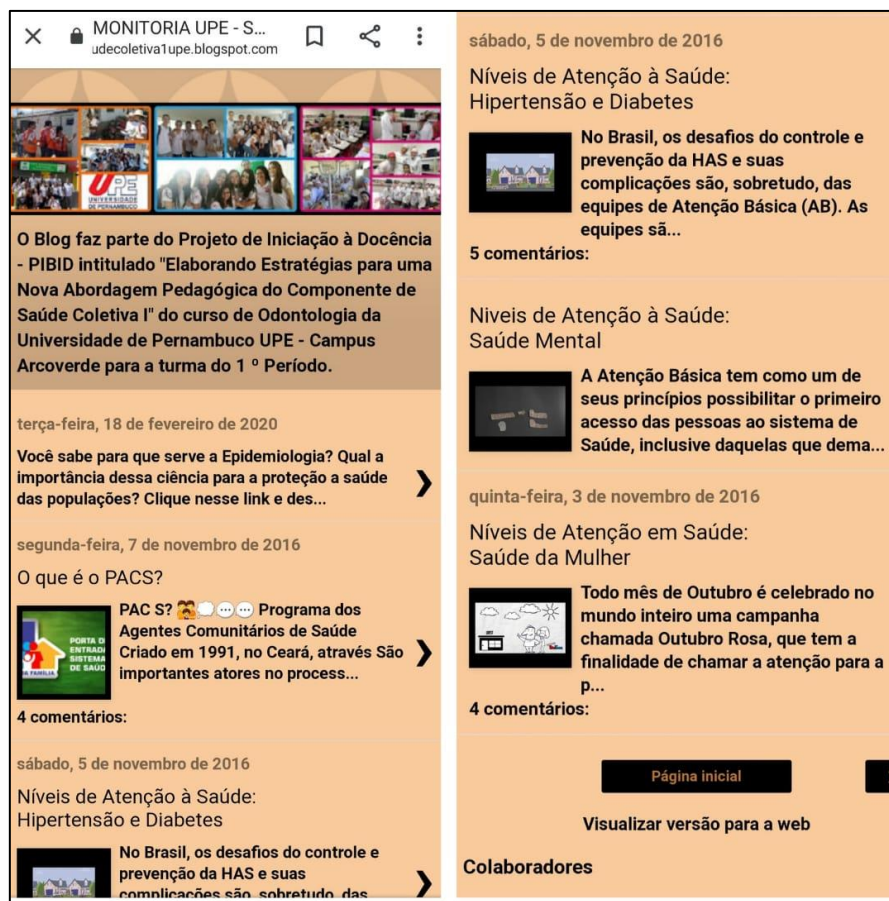 MONITORIA UPE - S...
udecoletiva1upe.blogspot.com
UPE
UNIVERSIDADE
DE PERNAMBUCO
O Blog faz parte do Projeto de Iniciação à Docência
- PIBID intitulado "Elaborando Estratégias para uma
Nova Abordagem Pedagógica do Componente de
Saúde Coletiva I" do curso de Odontologia da
Universidade de Pernambuco UPE - Campus
Arcoverde para a turma do 1 º Período.
terça-feira, 18 de fevereiro de 2020
Você sabe para que serve a Epidemiologia? Qual a
importância dessa ciência para a proteção a saúde
das populações? Clique nesse link e des...
segunda-feira, 7 de novembro de 2016
O que é o PACS?
PORTA D
ENTRADA
SISTEMA
DE SAÚD
PAC S? 🙇💭💬💬 Programa dos
Agentes Comunitários de Saúde
Criado em 1991, no Ceará, através São
importantes atores no process...
4 comentários:
sábado, 5 de novembro de 2016
Níveis de Atenção à Saúde:
Hipertensão e Diabetes
No Brasil, os desafios do controle e
prevenção da HAS e suas
complicações são, sobretudo, das
sábado, 5 de novembro de 2016
Níveis de Atenção à Saúde:
Hipertensão e Diabetes
No Brasil, os desafios do controle e
prevenção da HAS e suas
complicações são, sobretudo, das
equipes de Atenção Básica (AB). As
equipes sã...
5 comentários:
Niveis de Atenção à Saúde:
Saúde Mental
A Atenção Básica tem como um de
seus princípios possibilitar o primeiro
acesso das pessoas ao sistema de
Saúde, inclusive daquelas que dema...
quinta-feira, 3 de novembro de 2016
Níveis de Atenção em Saúde:
Saúde da Mulher
Todo mês de Outubro é celebrado no
mundo inteiro uma campanha
chamada Outubro Rosa, que tem a
finalidade de chamar a atenção para a
p...
4 comentários:
Página inicial
Visualizar versão para a web
Colaboradores